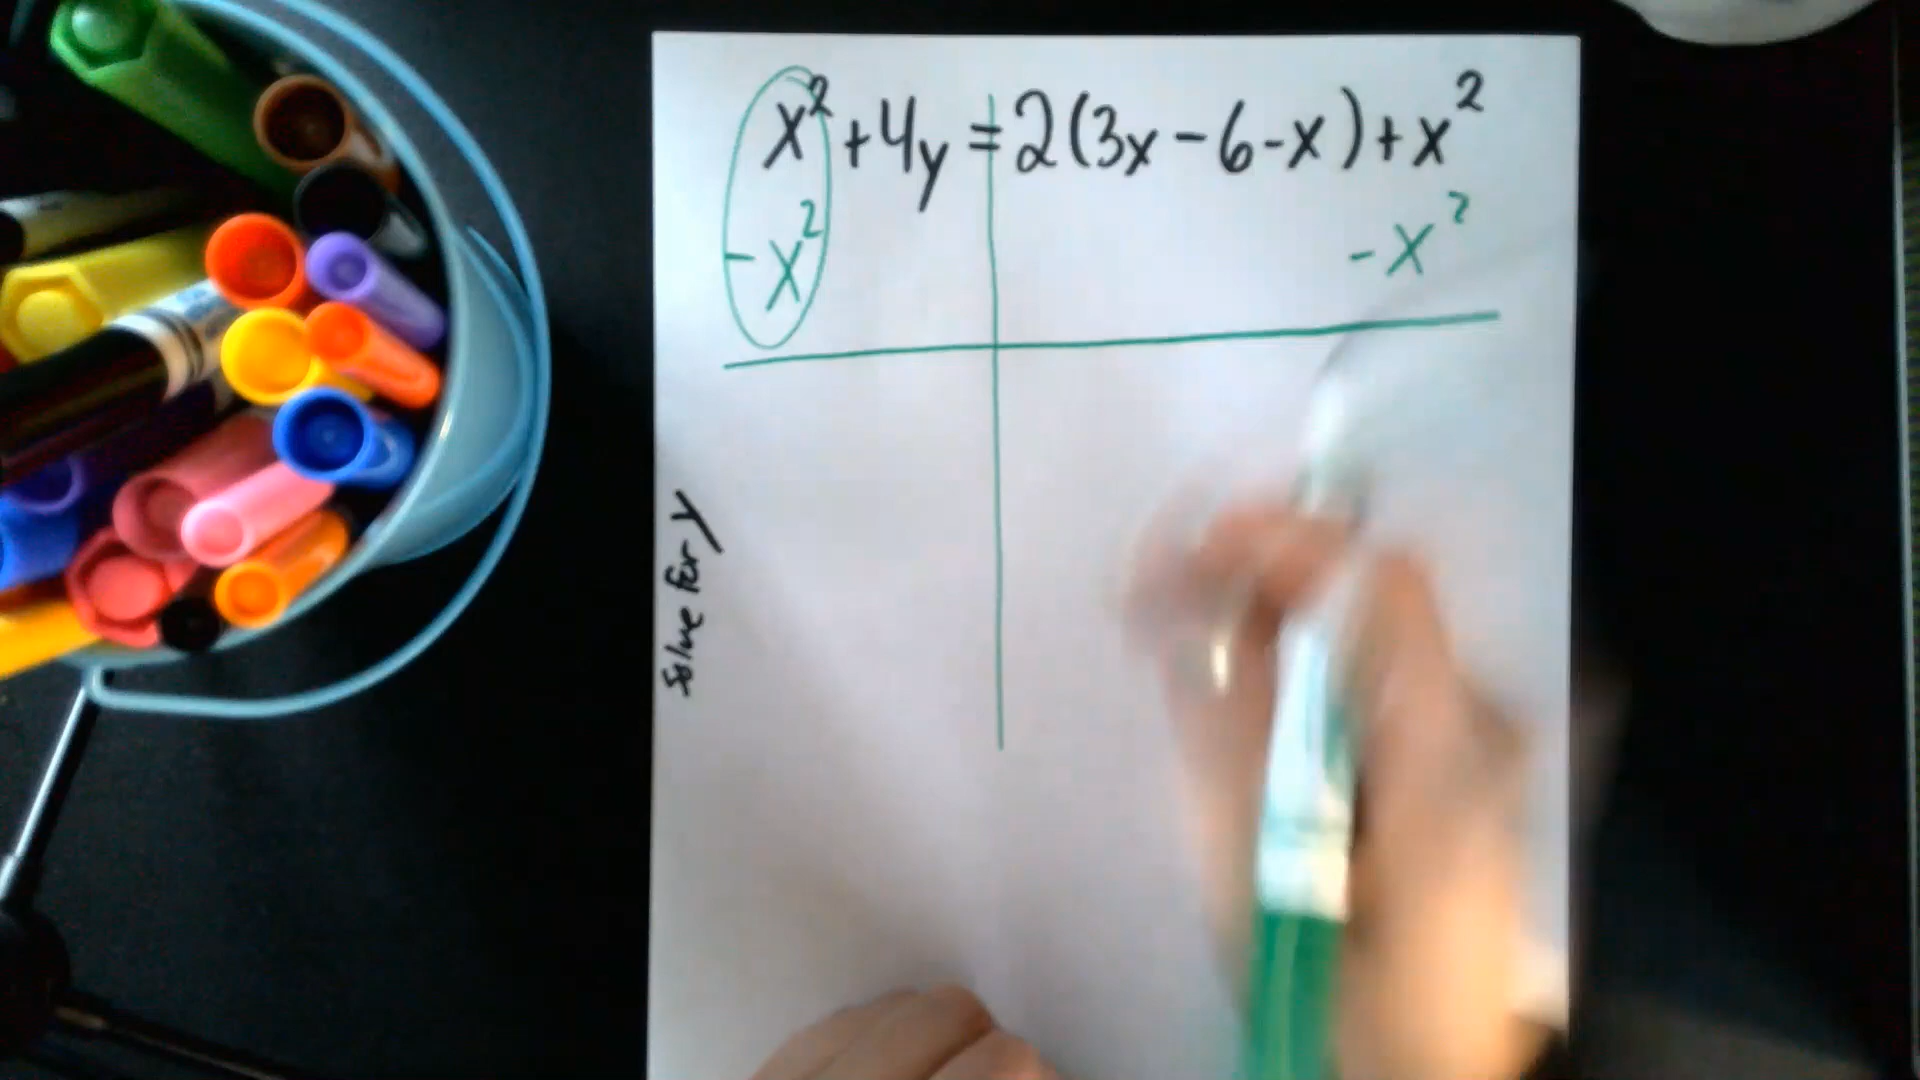 x² + 4y = 2(3x - 6 - x) + x²
- x² - x²
Solve for y